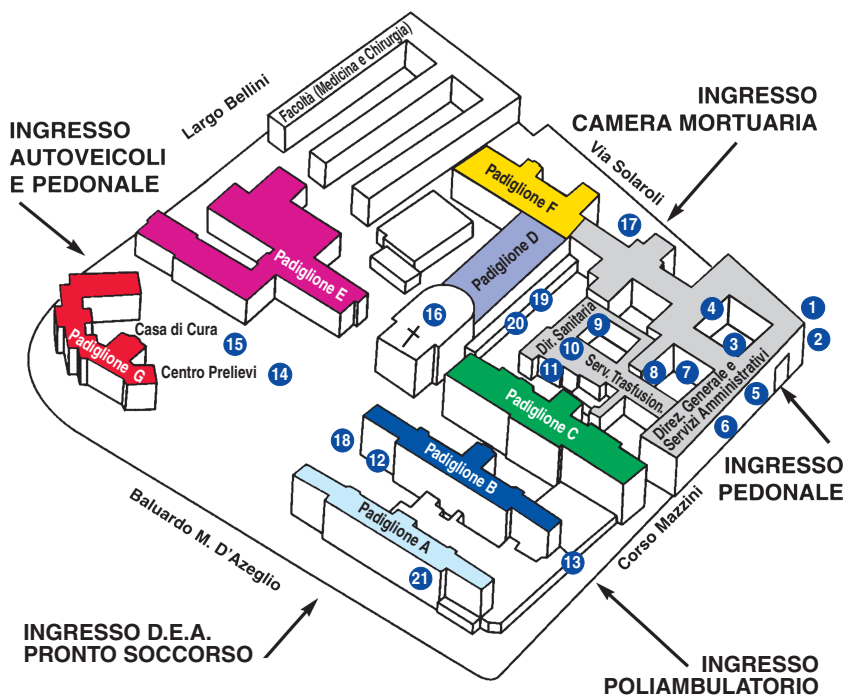 Facoltà (Medicina e Chirurgia)
Largo Bellini
INGRESSO
CAMERA MORTUARIA
INGRESSO
AUTOVEICOLI
E PEDONALE
Via Solaroli
Padiglione F
17
Padiglione D
Padiglione E
16
19
20
Dir. Sanitaria
9
10
11
Serv. Trasfusion.
4
3
1
2
8
7
5
6
Direz. Generale e
Servizi Amministrativi
Casa di Cura
15
Padiglione G
Centro Prelievi
14
Padiglione C
INGRESSO
PEDONALE
18
12
Padiglione B
Corso Mazzini
Padiglione A
21
13
Baluardo M. D'Azeglio
INGRESSO D.E.A.
PRONTO SOCCORSO
INGRESSO
POLIAMBULATORIO